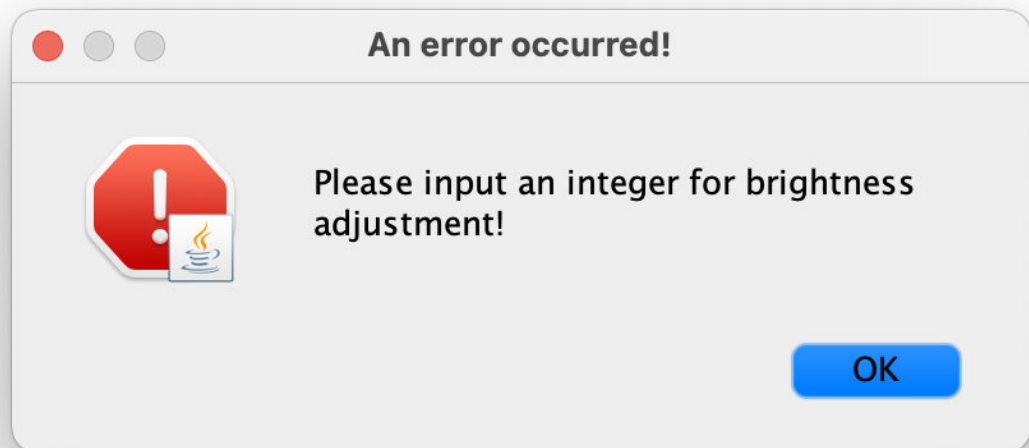 An error occurred!
Please input an integer for brightness
adjustment!
OK